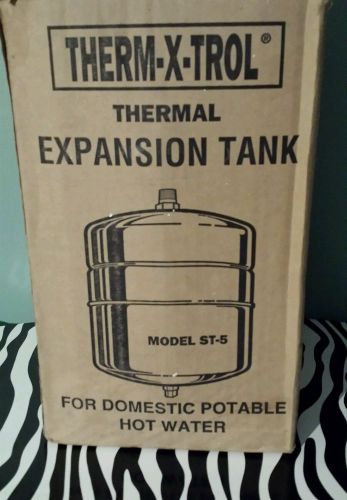 THERM-X-TROL®
THERMAL
EXPANSION TANK
MODEL ST-5
FOR DOMESTIC POTABLE
HOT WATER